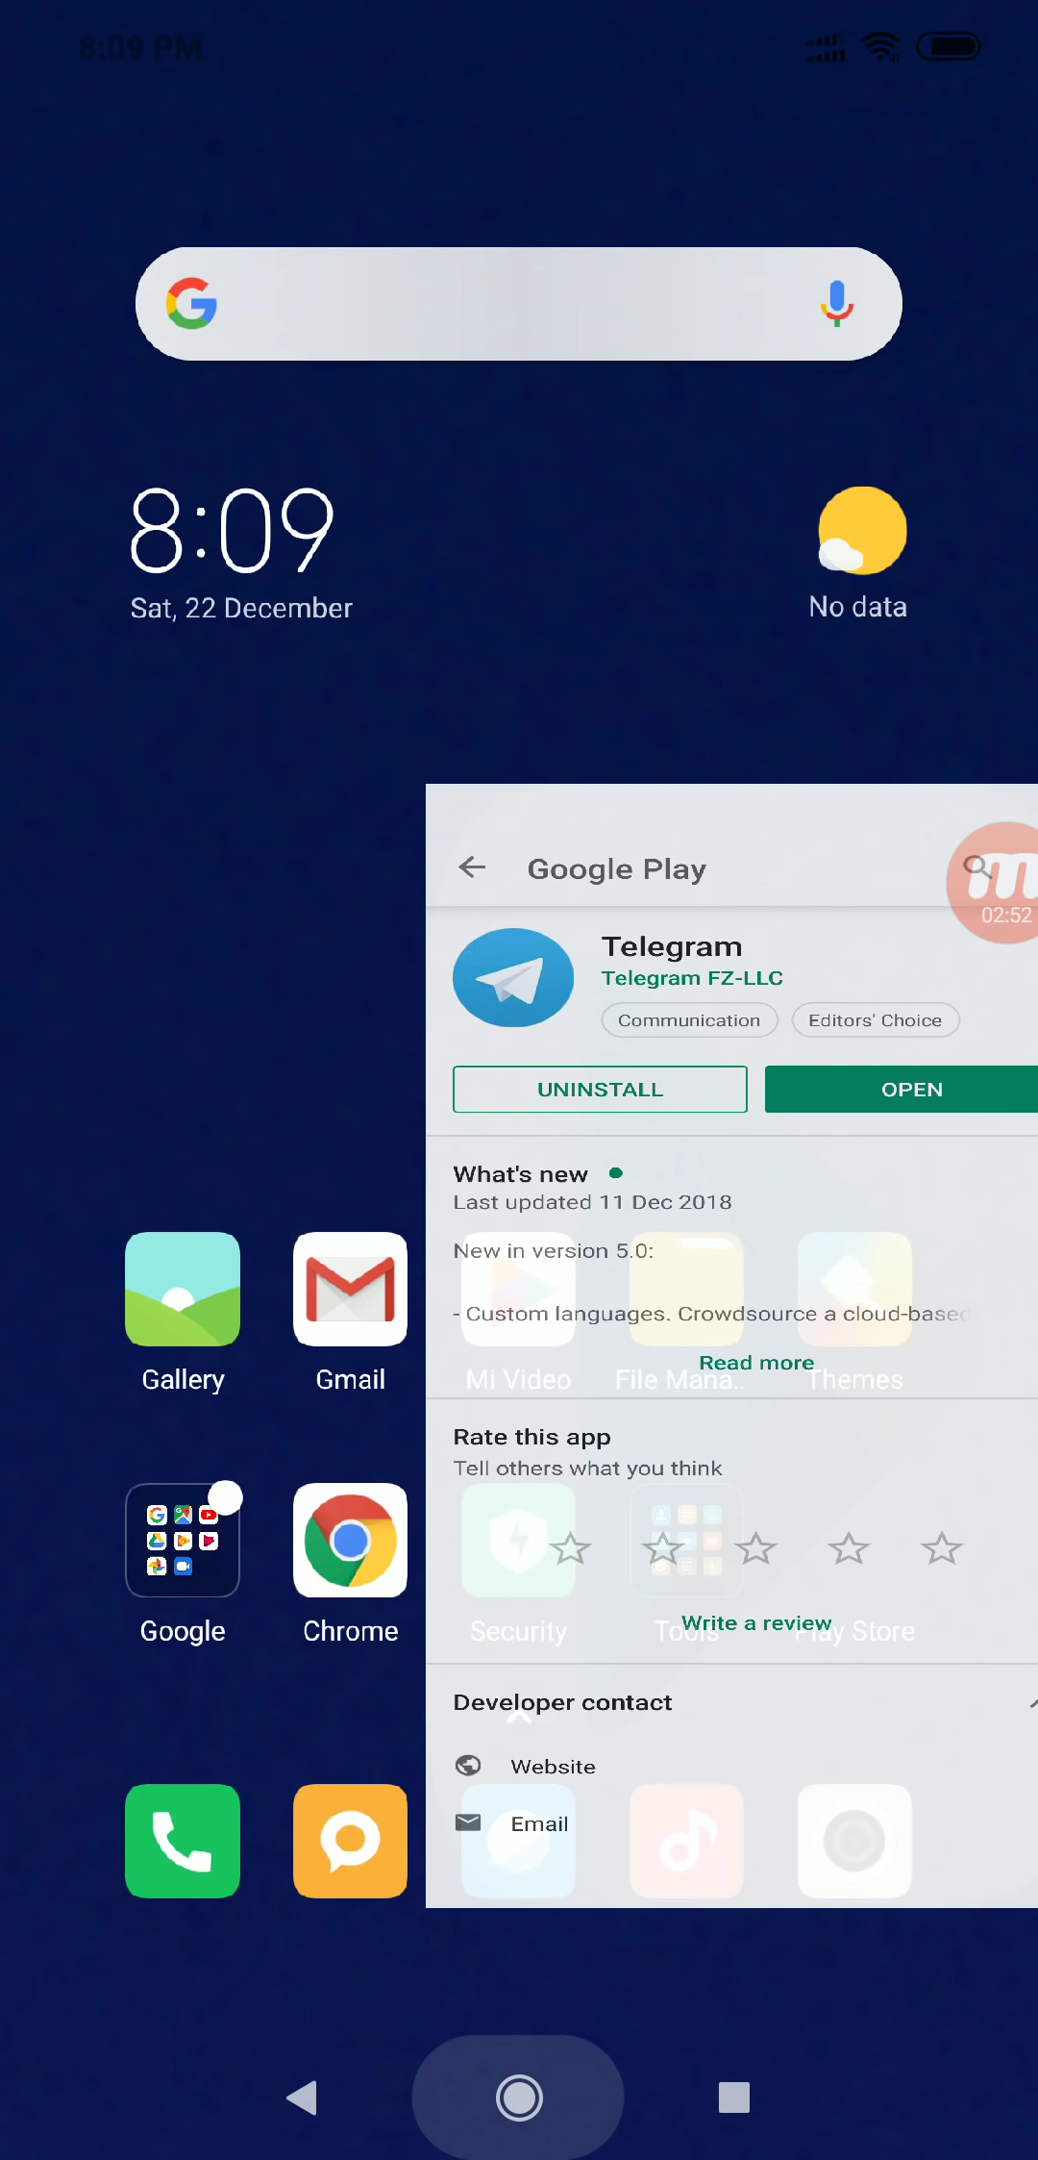 8:09 PM
8:09
Sat, 22 December
No data
Google Play
02:52
Telegram
Telegram FZ-LLC
Communication
Editors' Choice
UNINSTALL
OPEN
What's new
Last updated 11 Dec 2018
New in version 5.0:
- Custom languages. Crowdsource a cloud-based
Read more
Gallery
Gmail
Mi Video
File Mana..
Themes
Rate this app
Tell others what you think
Write a review
Google
Chrome
Security
Tools
Play Store
Developer contact
Website
Email